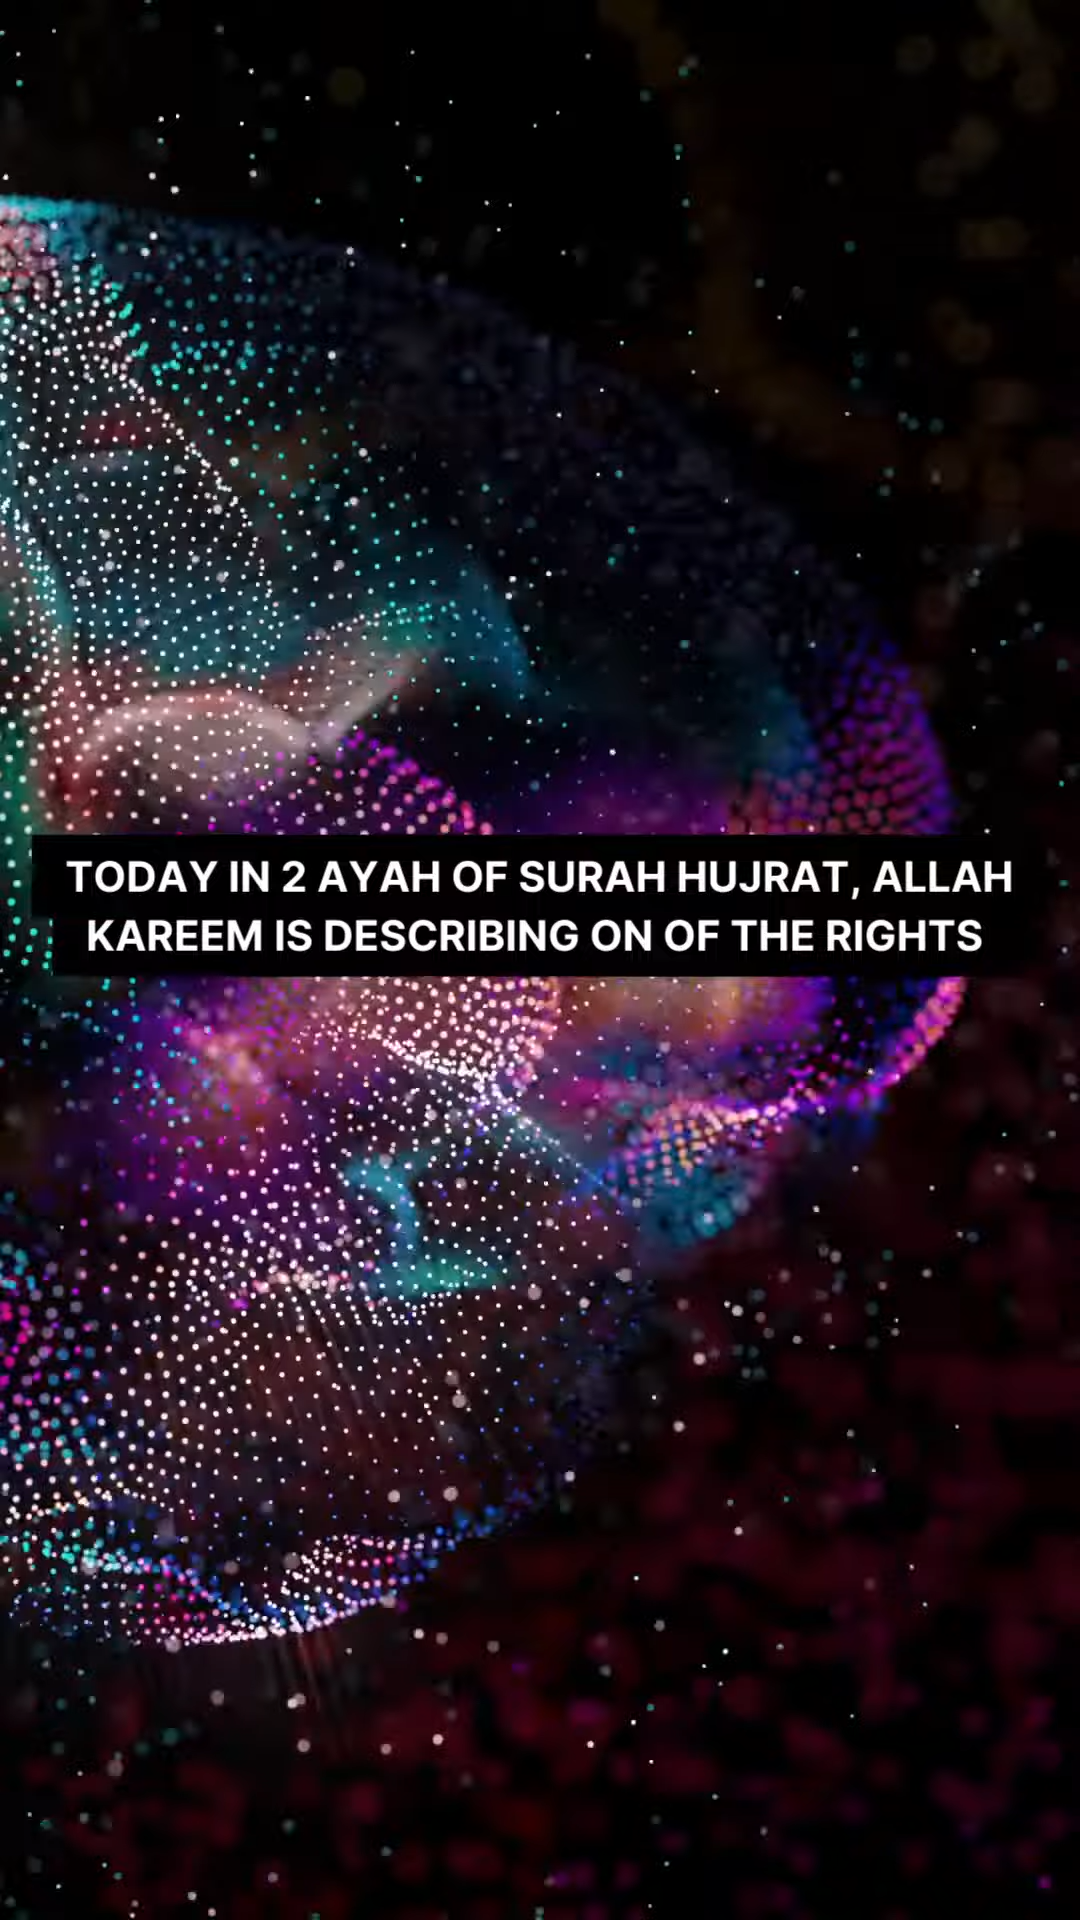 TODAY IN 2 AYAH OF SURAH HUJRAT, ALLAH
KAREEM IS DESCRIBING ON OF THE RIGHTS